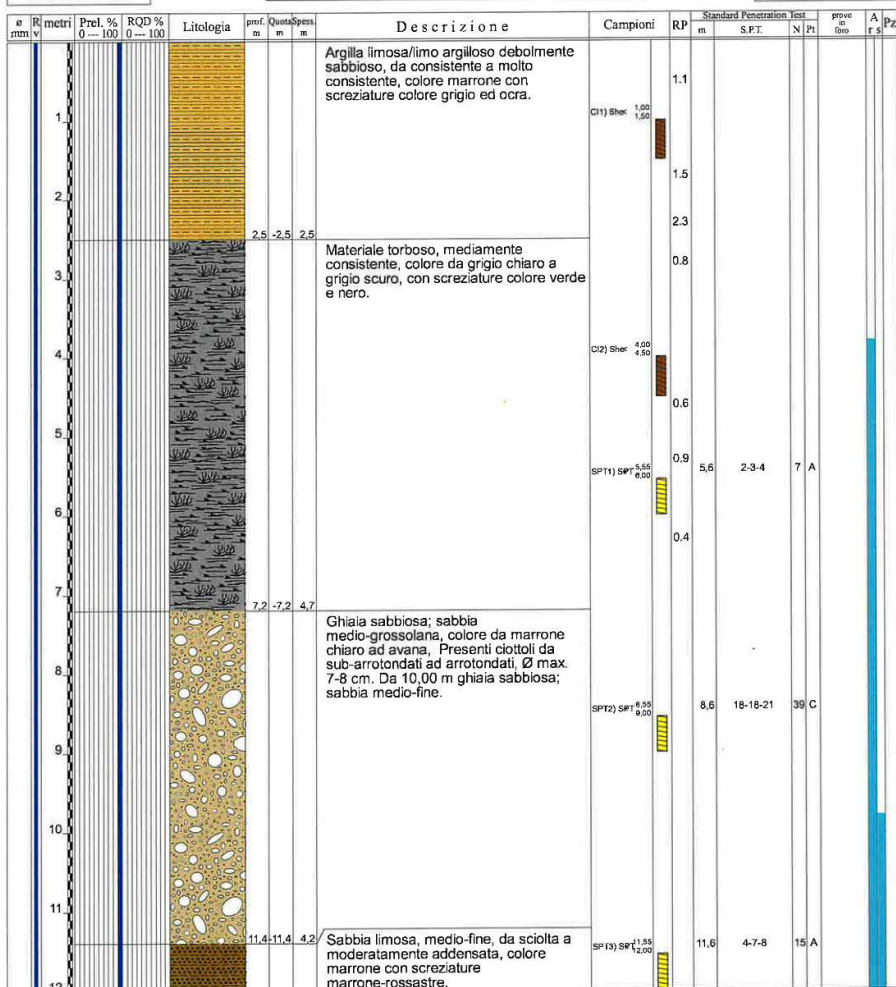 ø mm R v metri Prel. % 0 --- 100 RQD % 0 --- 100 Litologia prof. m Quota m Spess. m Descrizione Campioni RP Standard Penetration Test m S.P.T. N Pt prove in foro A r s Pz
Argilla limosa/limo argilloso debolmente
sabbioso, da consistente a molto
consistente, colore marrone con
screziature colore grigio ed ocra.
1.1
CI1) Shec 1,00 1,50
1
1.5
2
2.3
2,5 -2,5 2,5
Materiale torboso, mediamente
consistente, colore da grigio chiaro a
grigio scuro, con screziature colore verde
e nero.
0.8
3
CI2) Shec 4,00 4,50
4
0.6
5
0.9
SPT1) SPT 5,55 6,00
5,6 2-3-4 7 A
6
0.4
7
7,2 -7,2 4,7
Ghiaia sabbiosa; sabbia
medio-grossolana, colore da marrone
chiaro ad avana, Presenti ciottoli da
sub-arrotondati ad arrotondati, Ø max.
7-8 cm. Da 10,00 m ghiaia sabbiosa;
sabbia medio-fine.
8
SPT2) SPT 8,55 9,00
8,6 18-18-21 39 C
9
10
11
11,4 -11,4 4,2
Sabbia limosa, medio-fine, da sciolta a
moderatamente addensata, colore
marrone con screziature
marrone-rossastre.
SPT3) SPT 11,55 12,00
11,6 4-7-8 15 A
12